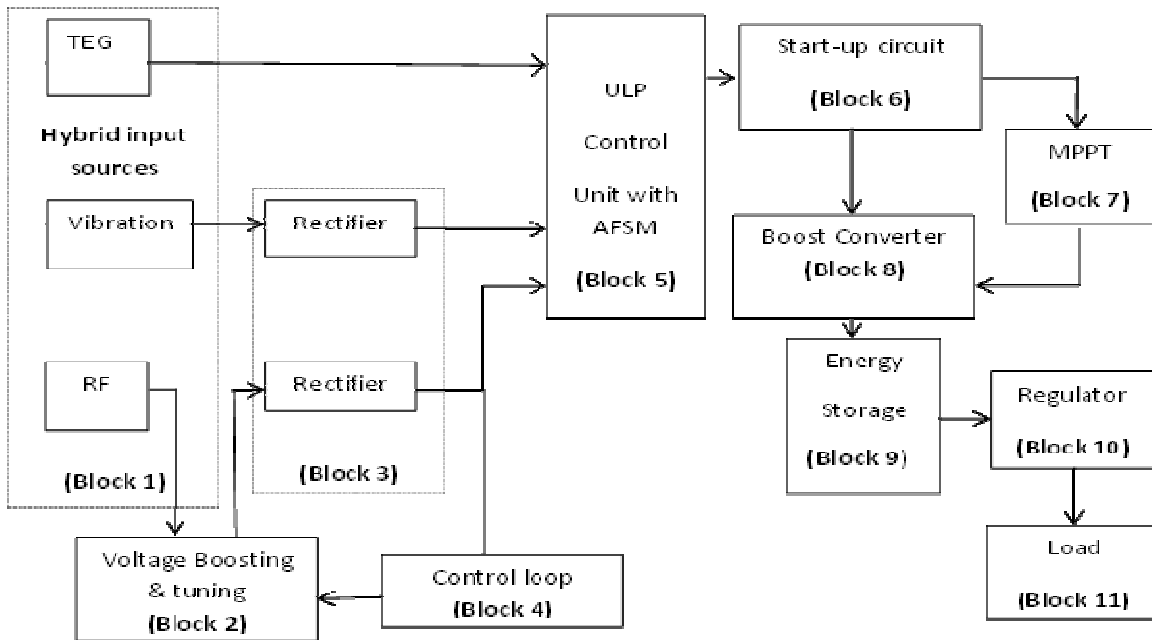 TEG
Hybrid input
sources
Vibration
RF
(Block 1)
Rectifier
Rectifier
(Block 3)
Voltage Boosting
& tuning
(Block 2)
Control loop
(Block 4)
ULP
Control
Unit with
AFSM
(Block 5)
Start-up circuit
(Block 6)
MPPT
(Block 7)
Boost Converter
(Block 8)
Energy
Storage
(Block 9)
Regulator
(Block 10)
Load
(Block 11)